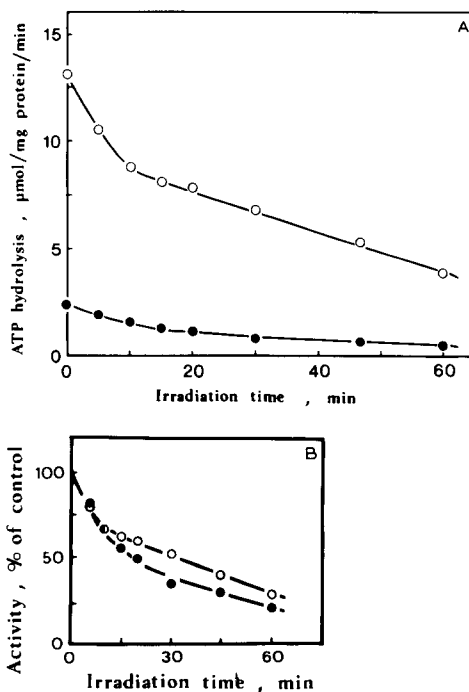 A
15
10
5
0
ATP hydrolysis , μmol/mg protein/min
0 20 40 60
Irradiation time , min
B
100
50
0
Activity , % of control
0 30 60
Irradiation time , min